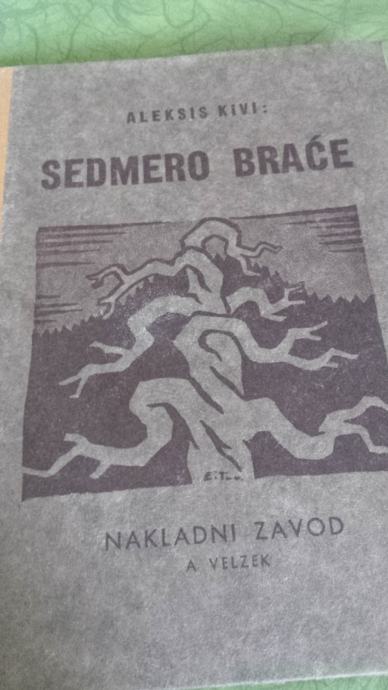 ALEKSIS KIVI:
SEDMERO BRAĆE
NAKLADNI ZAVOD
A VELZEK